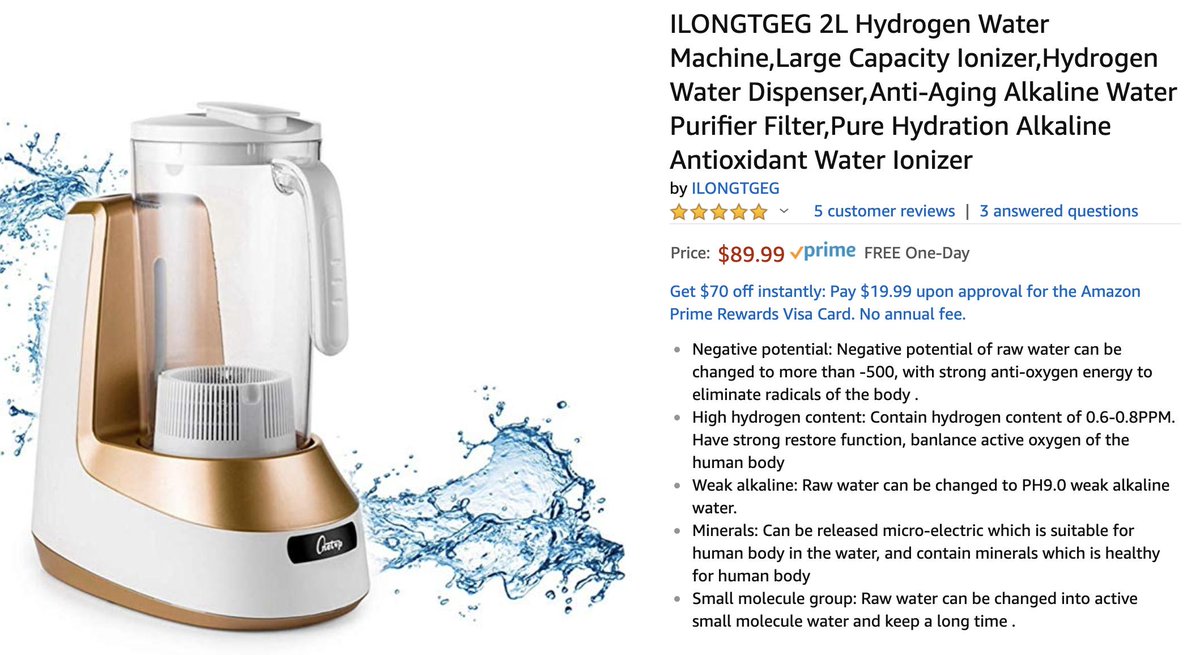 ILONGTGEG 2L Hydrogen Water
Machine,Large Capacity Ionizer,Hydrogen
Water Dispenser,Anti-Aging Alkaline Water
Purifier Filter,Pure Hydration Alkaline
Antioxidant Water Ionizer
by ILONGTGEG
5 customer reviews | 3 answered questions
Price: $89.99 prime FREE One-Day
Get $70 off instantly: Pay $19.99 upon approval for the Amazon
Prime Rewards Visa Card. No annual fee.
• Negative potential: Negative potential of raw water can be
changed to more than -500, with strong anti-oxygen energy to
eliminate radicals of the body .
• High hydrogen content: Contain hydrogen content of 0.6-0.8PPM.
Have strong restore function, banlance active oxygen of the
human body
• Weak alkaline: Raw water can be changed to PH9.0 weak alkaline
water.
• Minerals: Can be released micro-electric which is suitable for
human body in the water, and contain minerals which is healthy
for human body
• Small molecule group: Raw water can be changed into active
small molecule water and keep a long time .